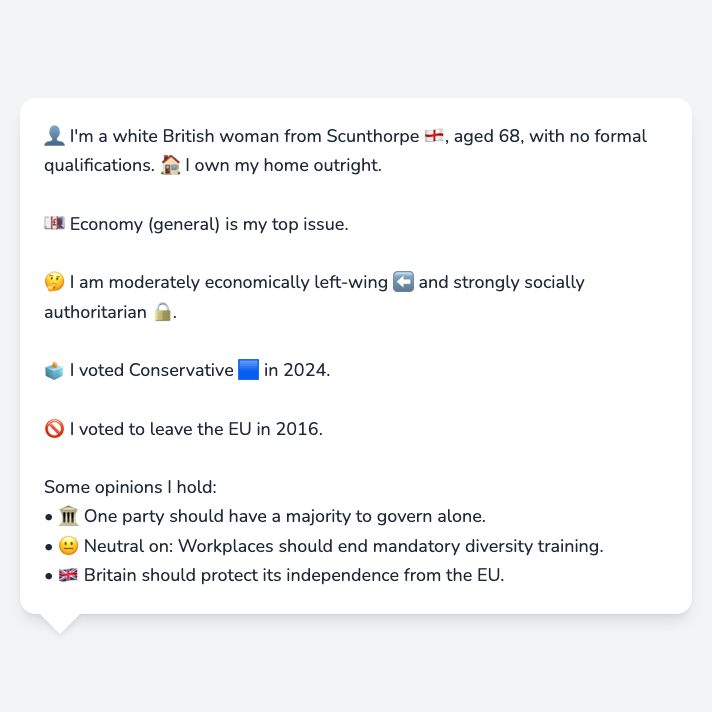 👤 I'm a white British woman from Scunthorpe 🏴󠁧󠁢󠁥󠁮󠁧󠁿, aged 68, with no formal
qualifications. 🏠 I own my home outright.
💷 Economy (general) is my top issue.
🤔 I am moderately economically left-wing ⬅️ and strongly socially
authoritarian 🔒.
🗳️ I voted Conservative 🟦 in 2024.
🚫 I voted to leave the EU in 2016.
Some opinions I hold:
• 🏛️ One party should have a majority to govern alone.
• 😐 Neutral on: Workplaces should end mandatory diversity training.
• 🇬🇧 Britain should protect its independence from the EU.